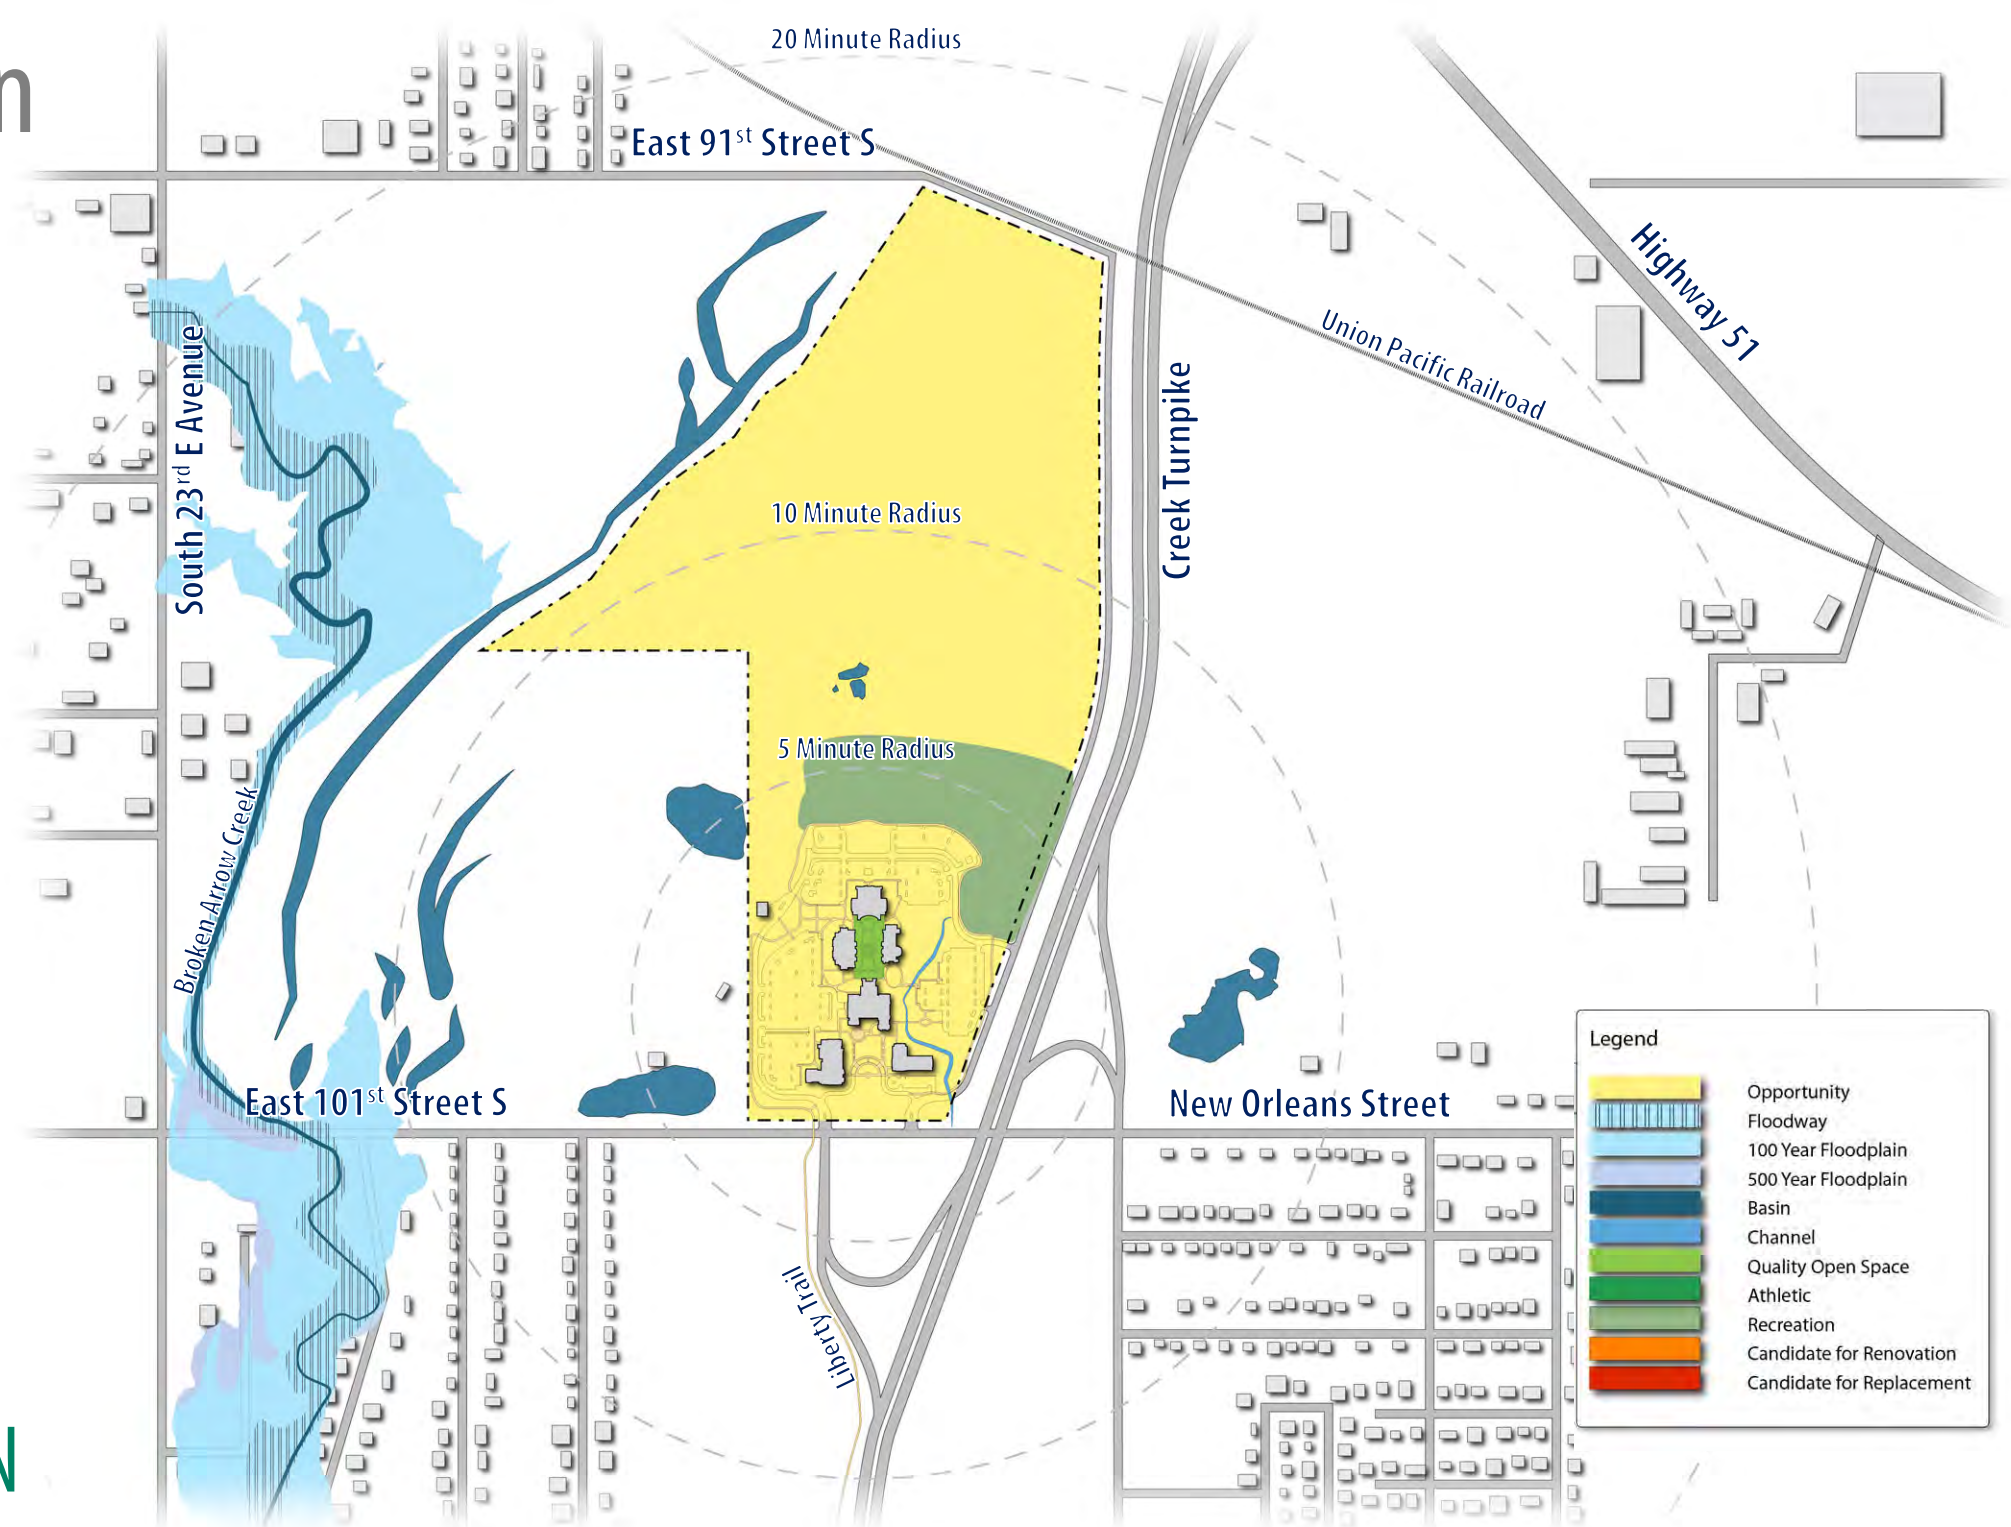 n
20 Minute Radius
East 91st Street S
Highway 51
Union Pacific Railroad
South 23rd E Avenue
Creek Turnpike
10 Minute Radius
5 Minute Radius
Broken Arrow Creek
East 101st Street S
New Orleans Street
Liberty Trail
Legend
Opportunity
Floodway
100 Year Floodplain
500 Year Floodplain
Basin
Channel
Quality Open Space
Athletic
Recreation
Candidate for Renovation
Candidate for Replacement
N